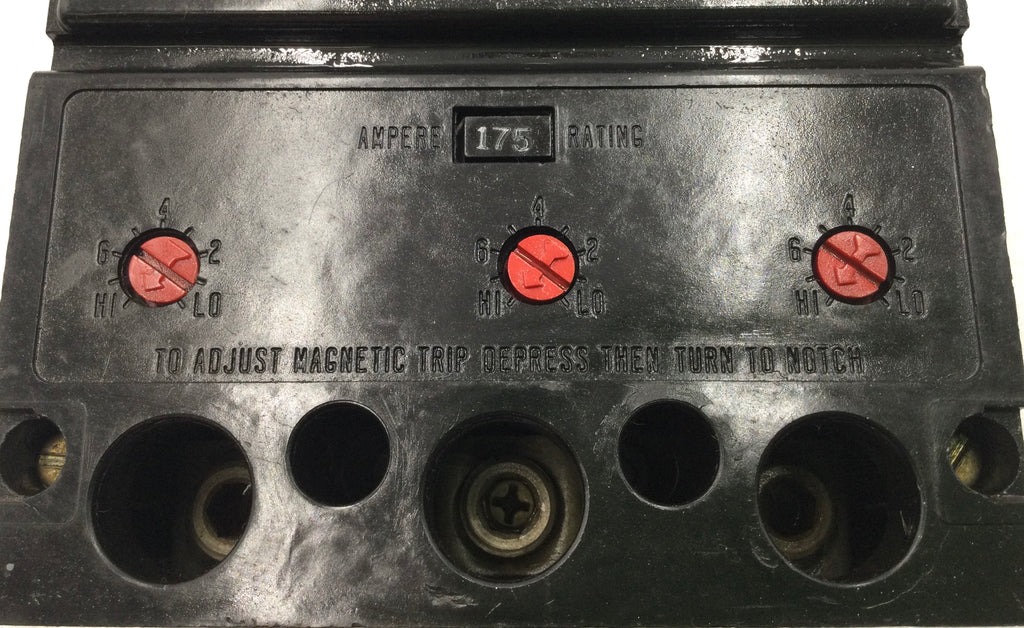 AMPERE 175 RATING
4 4 4
6 2 6 2 6 2
HI LO HI LO HI LO
TO ADJUST MAGNETIC TRIP DEPRESS THEN TURN TO NOTCH